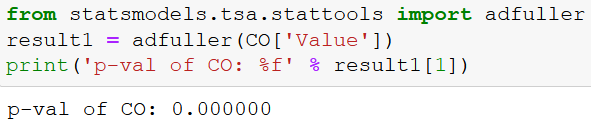 from statsmodels.tsa.stattools import adfuller
result1 = adfuller(CO['Value'])
print('p-val of CO: %f' % result1[1])
p-val of CO: 0.000000